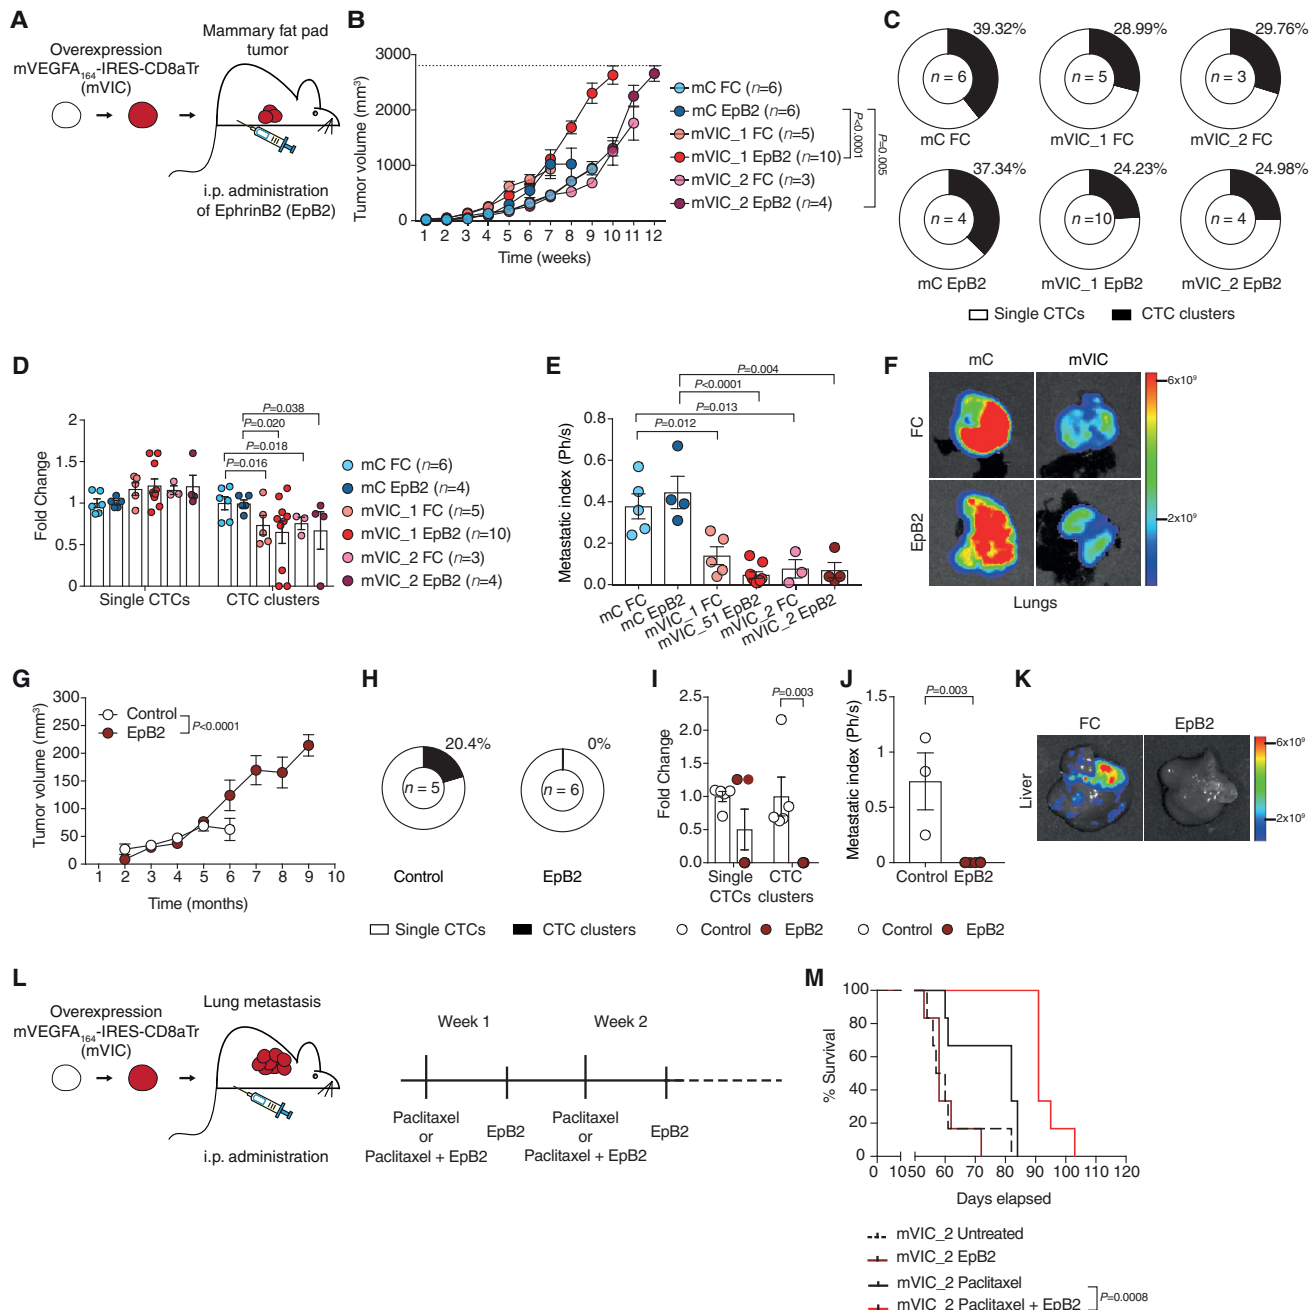 A
Overexpression
mVEGFA164-IRES-CD8aTr
(mVIC)
Mammary fat pad
tumor
i.p. administration
of EphrinB2 (EpB2)
B
Tumor volume (mm3)
3000
2000
1000
0
1 2 3 4 5 6 7 8 9 10 11 12
Time (weeks)
mC FC (n=6)
mC EpB2 (n=6)
mVIC_1 FC (n=5)
mVIC_1 EpB2 (n=10)
mVIC_2 FC (n=3)
mVIC_2 EpB2 (n=4)
P<0.0001
P=0.005
C
39.32%
n = 6
mC FC
28.99%
n = 5
mVIC_1 FC
29.76%
n = 3
mVIC_2 FC
37.34%
n = 4
mC EpB2
24.23%
n =10
mVIC_1 EpB2
24.98%
n = 4
mVIC_2 EpB2
Single CTCs
CTC clusters
D
Fold Change
2
1.5
1.0
0.5
0
P=0.038
P=0.020
P=0.018
P=0.016
Single CTCs
CTC clusters
mC FC (n=6)
mC EpB2 (n=4)
mVIC_1 FC (n=5)
mVIC_1 EpB2 (n=10)
mVIC_2 FC (n=3)
mVIC_2 EpB2 (n=4)
E
Metastatic index (Ph/s)
0.8
0.6
0.4
0.2
0.0
P=0.004
P<0.0001
P=0.013
P=0.012
mC FC
mC EpB2
mVIC_1 FC
mVIC_51 EpB2
mVIC_2 FC
mVIC_2 EpB2
F
mC
mVIC
FC
EpB2
Lungs
6x109
2x109
G
Tumor volume (mm3)
300
250
200
150
100
50
0
Control
EpB2
P<0.0001
1 2 3 4 5 6 7 8 9 10
Time (months)
H
20.4%
n = 5
Control
0%
n = 6
EpB2
Single CTCs
CTC clusters
I
Fold Change
2.5
2.0
1.5
1.0
0.5
0.0
P=0.003
Single
CTCs
CTC
clusters
Control
EpB2
J
Metastatic index (Ph/s)
1.5
1
0.5
0
P=0.003
Control EpB2
Control
EpB2
K
FC
EpB2
Liver
6x109
2x109
L
Overexpression
mVEGFA164-IRES-CD8aTr
(mVIC)
Lung metastasis
i.p. administration
Week 1
Week 2
Paclitaxel
or
Paclitaxel + EpB2
EpB2
Paclitaxel
or
Paclitaxel + EpB2
EpB2
M
% Survival
100
80
60
40
20
0
0 10 50 60 70 80 90 100 110 120
Days elapsed
mVIC_2 Untreated
mVIC_2 EpB2
mVIC_2 Paclitaxel
mVIC_2 Paclitaxel + EpB2
P=0.0008